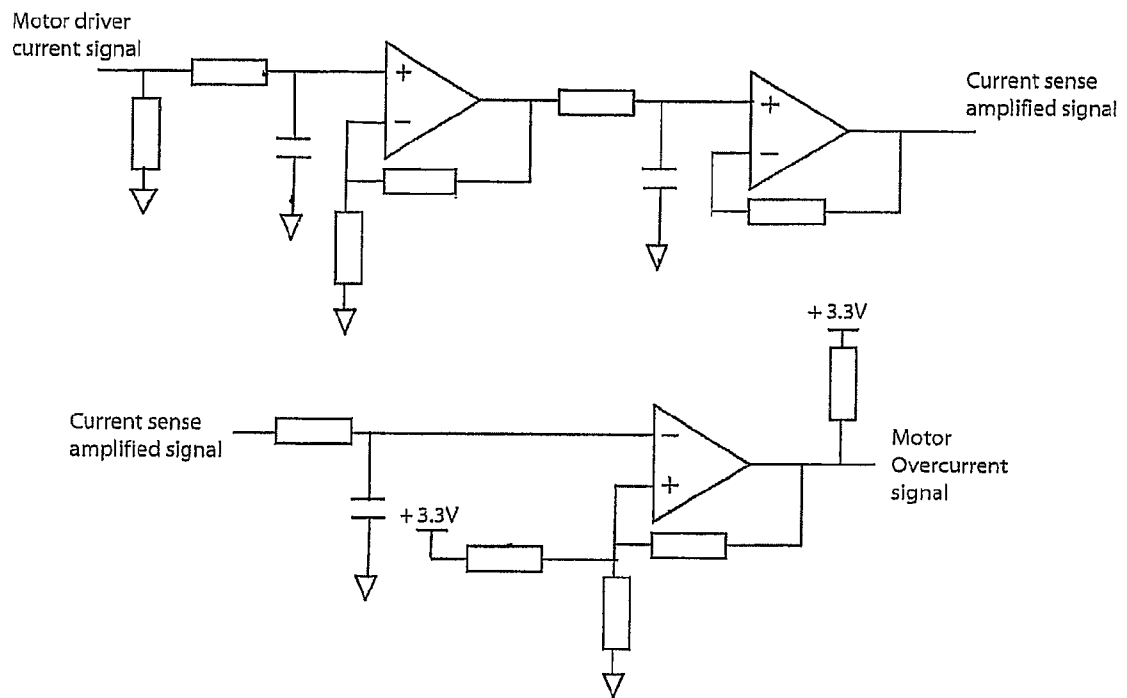 Motor driver
current signal
+
−
+
−
Current sense
amplified signal
+ 3.3V
Current sense
amplified signal
−
+
Motor
Overcurrent
signal
+ 3.3V